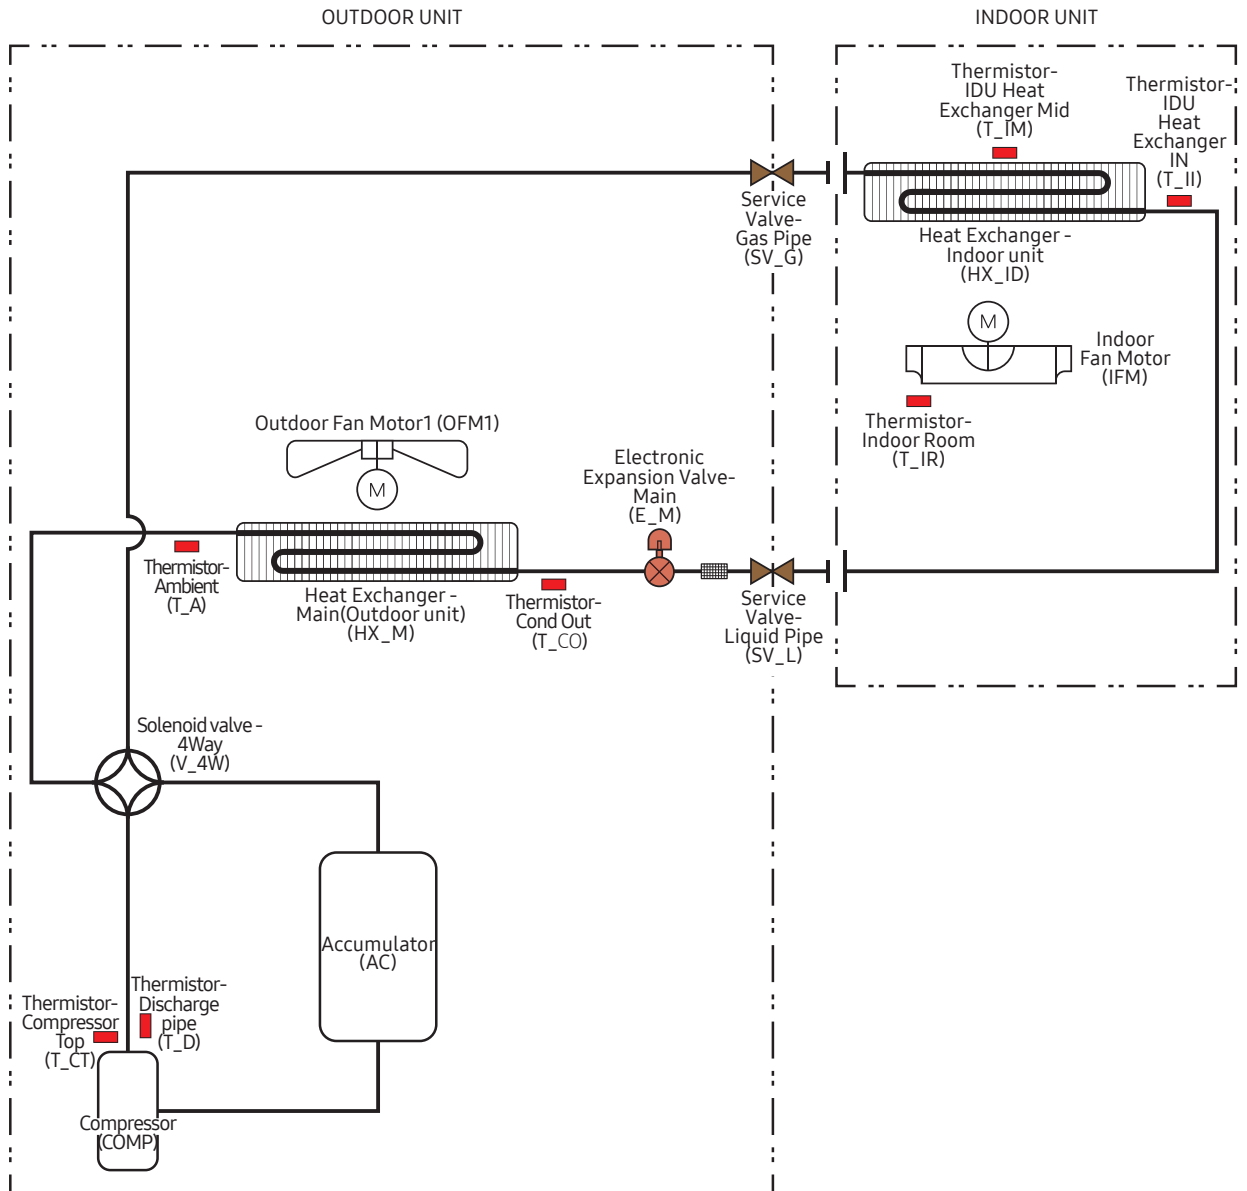 OUTDOOR UNIT
INDOOR UNIT
Thermistor-
IDU Heat
Exchanger Mid
(T_IM)
Thermistor-
IDU
Heat
Exchanger
IN
(T_II)
Service
Valve-
Gas Pipe
(SV_G)
Heat Exchanger -
Indoor unit
(HX_ID)
M
Indoor
Fan Motor
(IFM)
Thermistor-
Indoor Room
(T_IR)
Outdoor Fan Motor1 (OFM1)
M
Electronic
Expansion Valve-
Main
(E_M)
Thermistor-
Ambient
(T_A)
Heat Exchanger -
Main(Outdoor unit)
(HX_M)
Thermistor-
Cond Out
(T_CO)
Service
Valve-
Liquid Pipe
(SV_L)
Solenoid valve -
4Way
(V_4W)
Accumulator
(AC)
Thermistor-
Compressor
Top
(T_CT)
Thermistor-
Discharge
pipe
(T_D)
Compressor
(COMP)